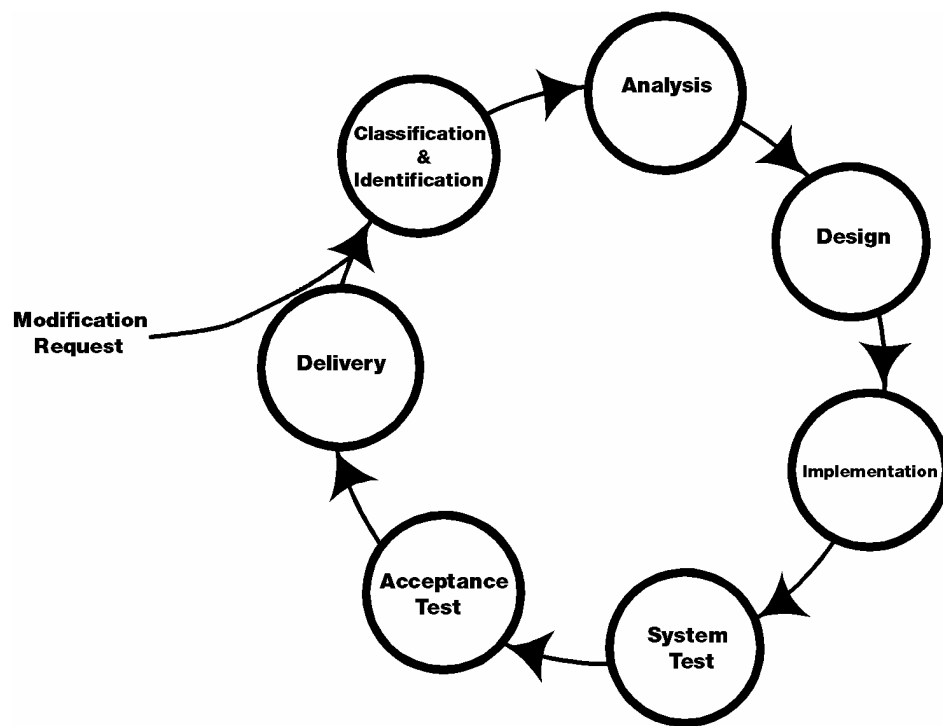 Analysis
Classification
&
Identification
Design
Modification
Request
Delivery
Implementation
Acceptance
Test
System
Test